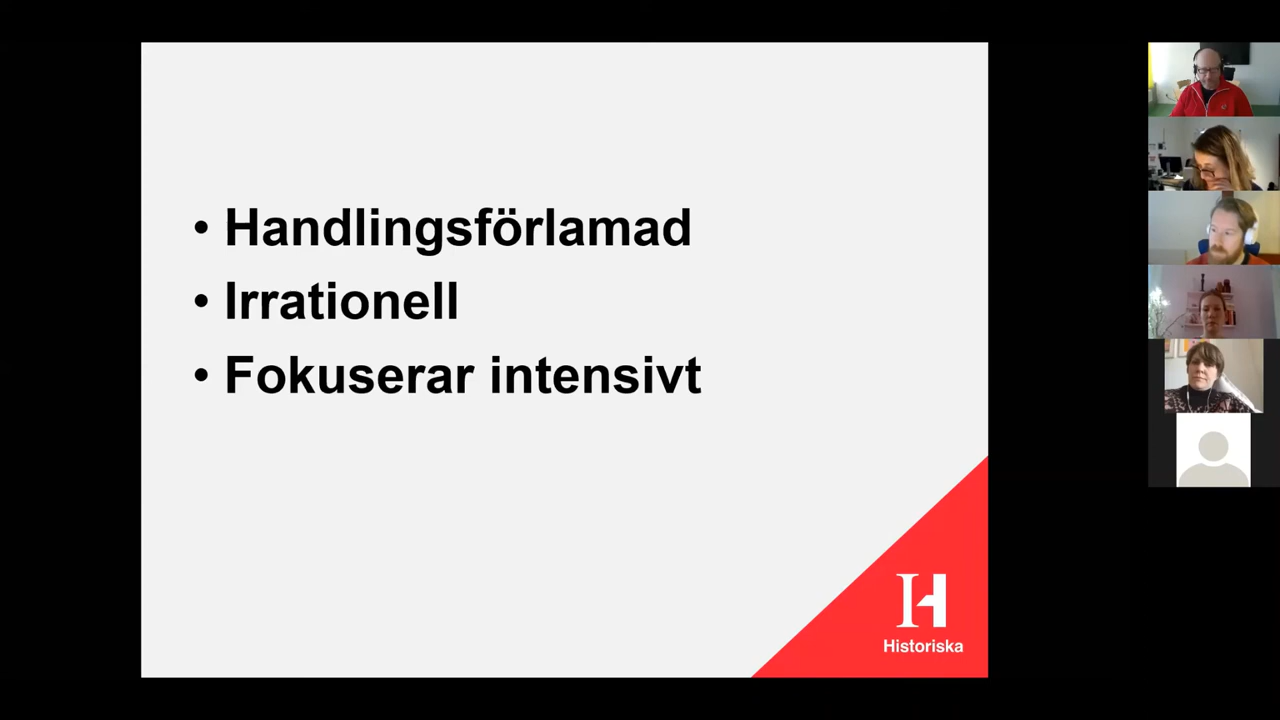 • Handlingsförlamad
• Irrationell
• Fokuserar intensivt
H
Historiska